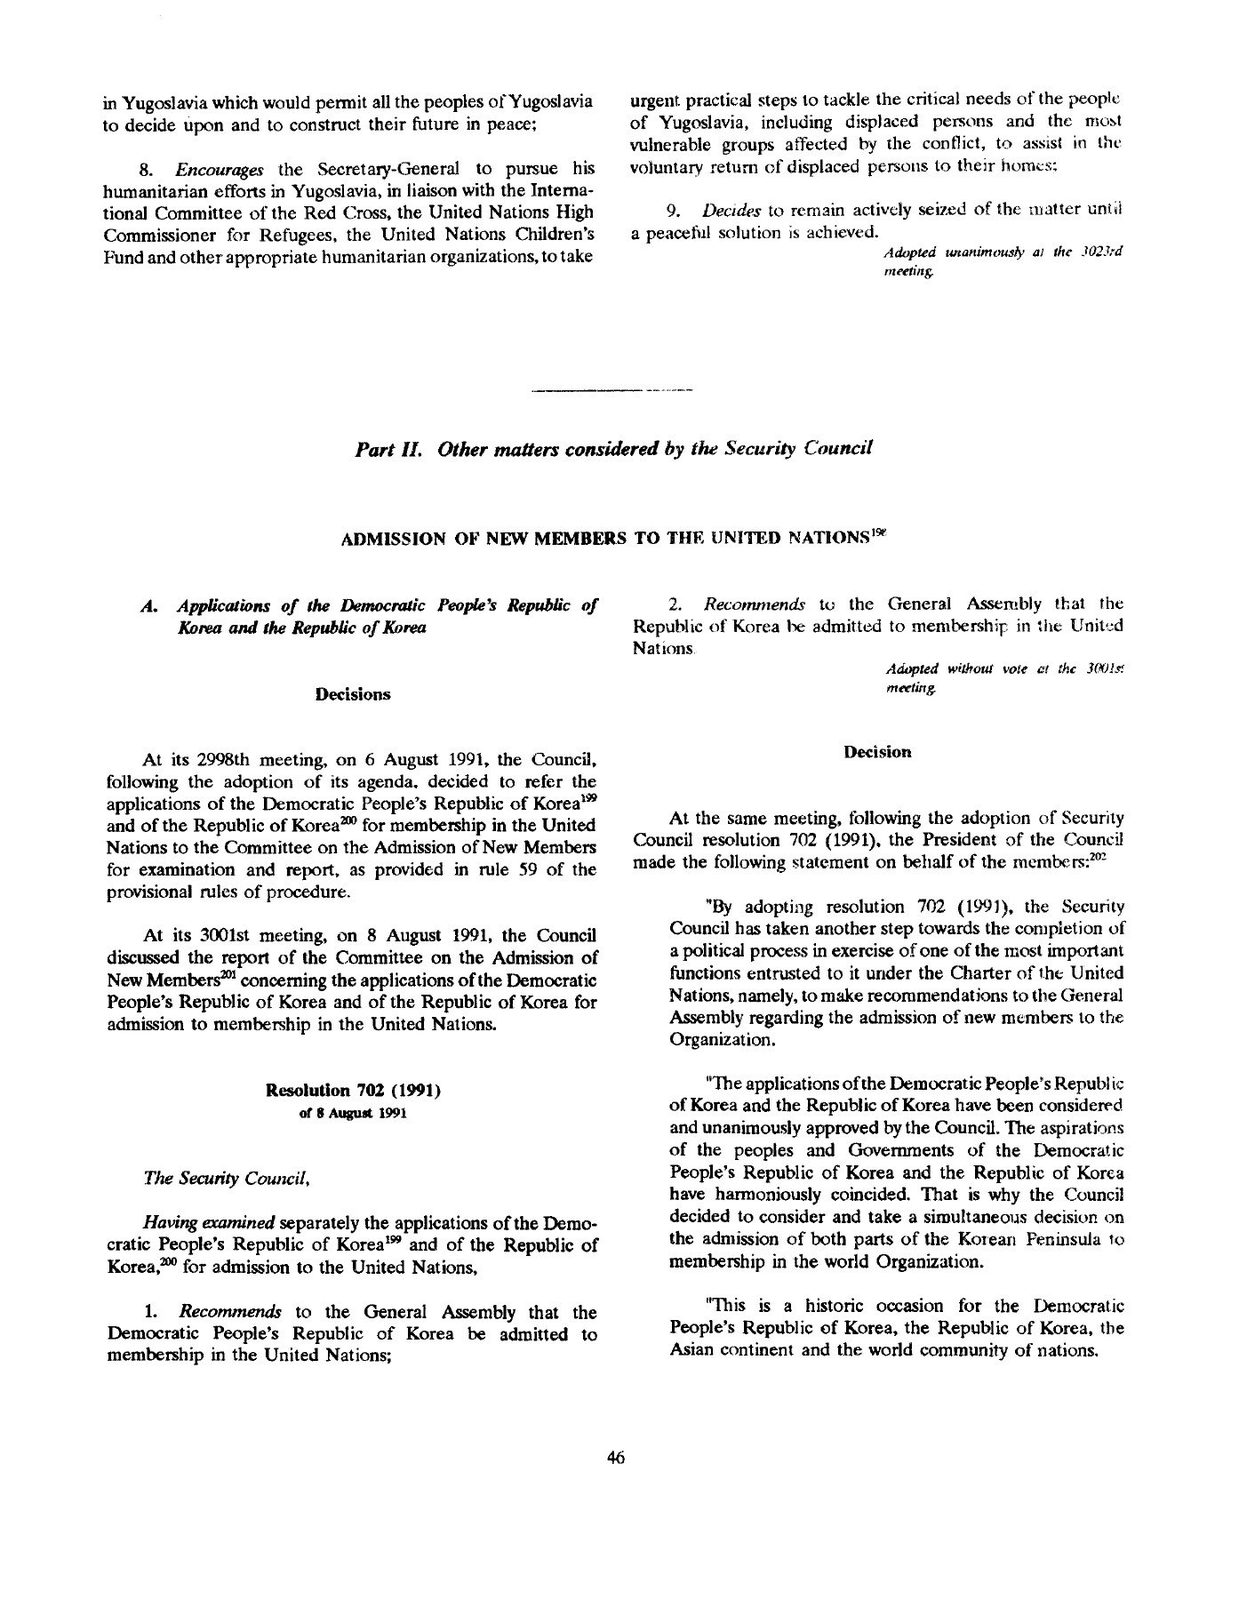 in Yugoslavia which would permit all the peoples of Yugoslavia
to decide upon and to construct their future in peace;
8. Encourages the Secretary-General to pursue his
humanitarian efforts in Yugoslavia, in liaison with the Interna-
tional Committee of the Red Cross, the United Nations High
Commissioner for Refugees, the United Nations Children's
Fund and other appropriate humanitarian organizations, to take
urgent practical steps to tackle the critical needs of the people
of Yugoslavia, including displaced persons and the most
vulnerable groups affected by the conflict, to assist in the
voluntary return of displaced persons to their homes;
9. Decides to remain actively seized of the matter until
a peaceful solution is achieved.
Adopted unanimously at the 3023rd
meeting.
Part II. Other matters considered by the Security Council
ADMISSION OF NEW MEMBERS TO THE UNITED NATIONS
A. Applications of the Democratic People's Republic of
Korea and the Republic of Korea
Decisions
At its 2998th meeting, on 6 August 1991, the Council,
following the adoption of its agenda, decided to refer the
applications of the Democratic People's Republic of Korea¹⁹⁹
and of the Republic of Korea²⁰⁰ for membership in the United
Nations to the Committee on the Admission of New Members
for examination and report, as provided in rule 59 of the
provisional rules of procedure.
At its 3001st meeting, on 8 August 1991, the Council
discussed the report of the Committee on the Admission of
New Members²⁰¹ concerning the applications of the Democratic
People's Republic of Korea and of the Republic of Korea for
admission to membership in the United Nations.
Resolution 702 (1991)
of 8 August 1991
The Security Council,
Having examined separately the applications of the Demo-
cratic People's Republic of Korea¹⁹⁹ and of the Republic of
Korea,²⁰⁰ for admission to the United Nations,
1. Recommends to the General Assembly that the
Democratic People's Republic of Korea be admitted to
membership in the United Nations;
2. Recommends to the General Assembly that the
Republic of Korea be admitted to membership in the United
Nations.
Adopted without vote at the 3001st
meeting.
Decision
At the same meeting, following the adoption of Security
Council resolution 702 (1991), the President of the Council
made the following statement on behalf of the members:²⁰²
"By adopting resolution 702 (1991), the Security
Council has taken another step towards the completion of
a political process in exercise of one of the most important
functions entrusted to it under the Charter of the United
Nations, namely, to make recommendations to the General
Assembly regarding the admission of new members to the
Organization.
"The applications of the Democratic People's Republic
of Korea and the Republic of Korea have been considered
and unanimously approved by the Council. The aspirations
of the peoples and Governments of the Democratic
People's Republic of Korea and the Republic of Korea
have harmoniously coincided. That is why the Council
decided to consider and take a simultaneous decision on
the admission of both parts of the Korean Peninsula to
membership in the world Organization.
"This is a historic occasion for the Democratic
People's Republic of Korea, the Republic of Korea, the
Asian continent and the world community of nations.
46